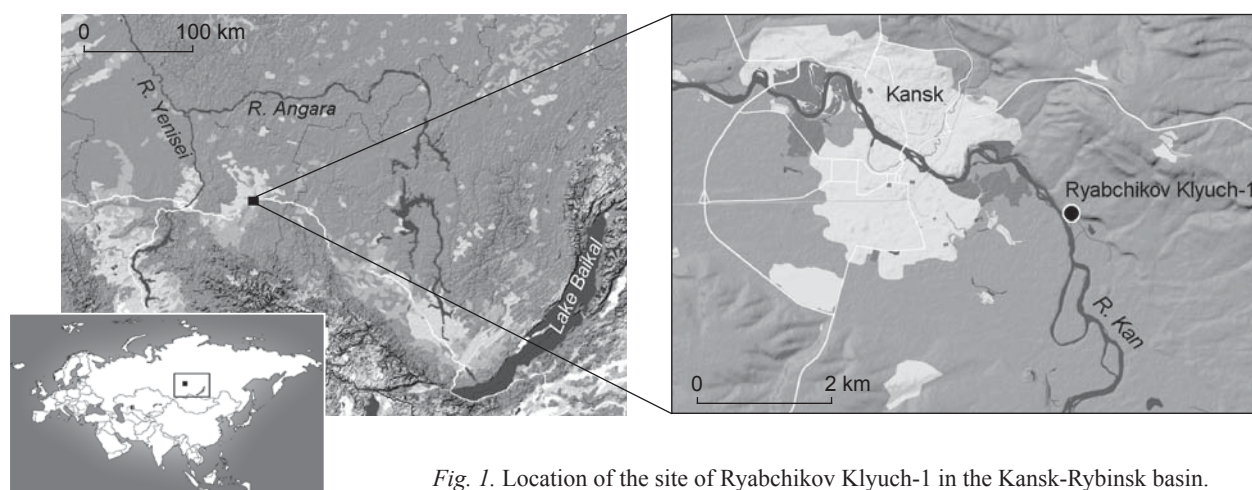 0 100 km
R. Yenisei
R. Angara
Lake Baikal
Kansk
Ryabchikov Klyuch-1
R. Kan
0 2 km
Fig. 1. Location of the site of Ryabchikov Klyuch-1 in the Kansk-Rybinsk basin.